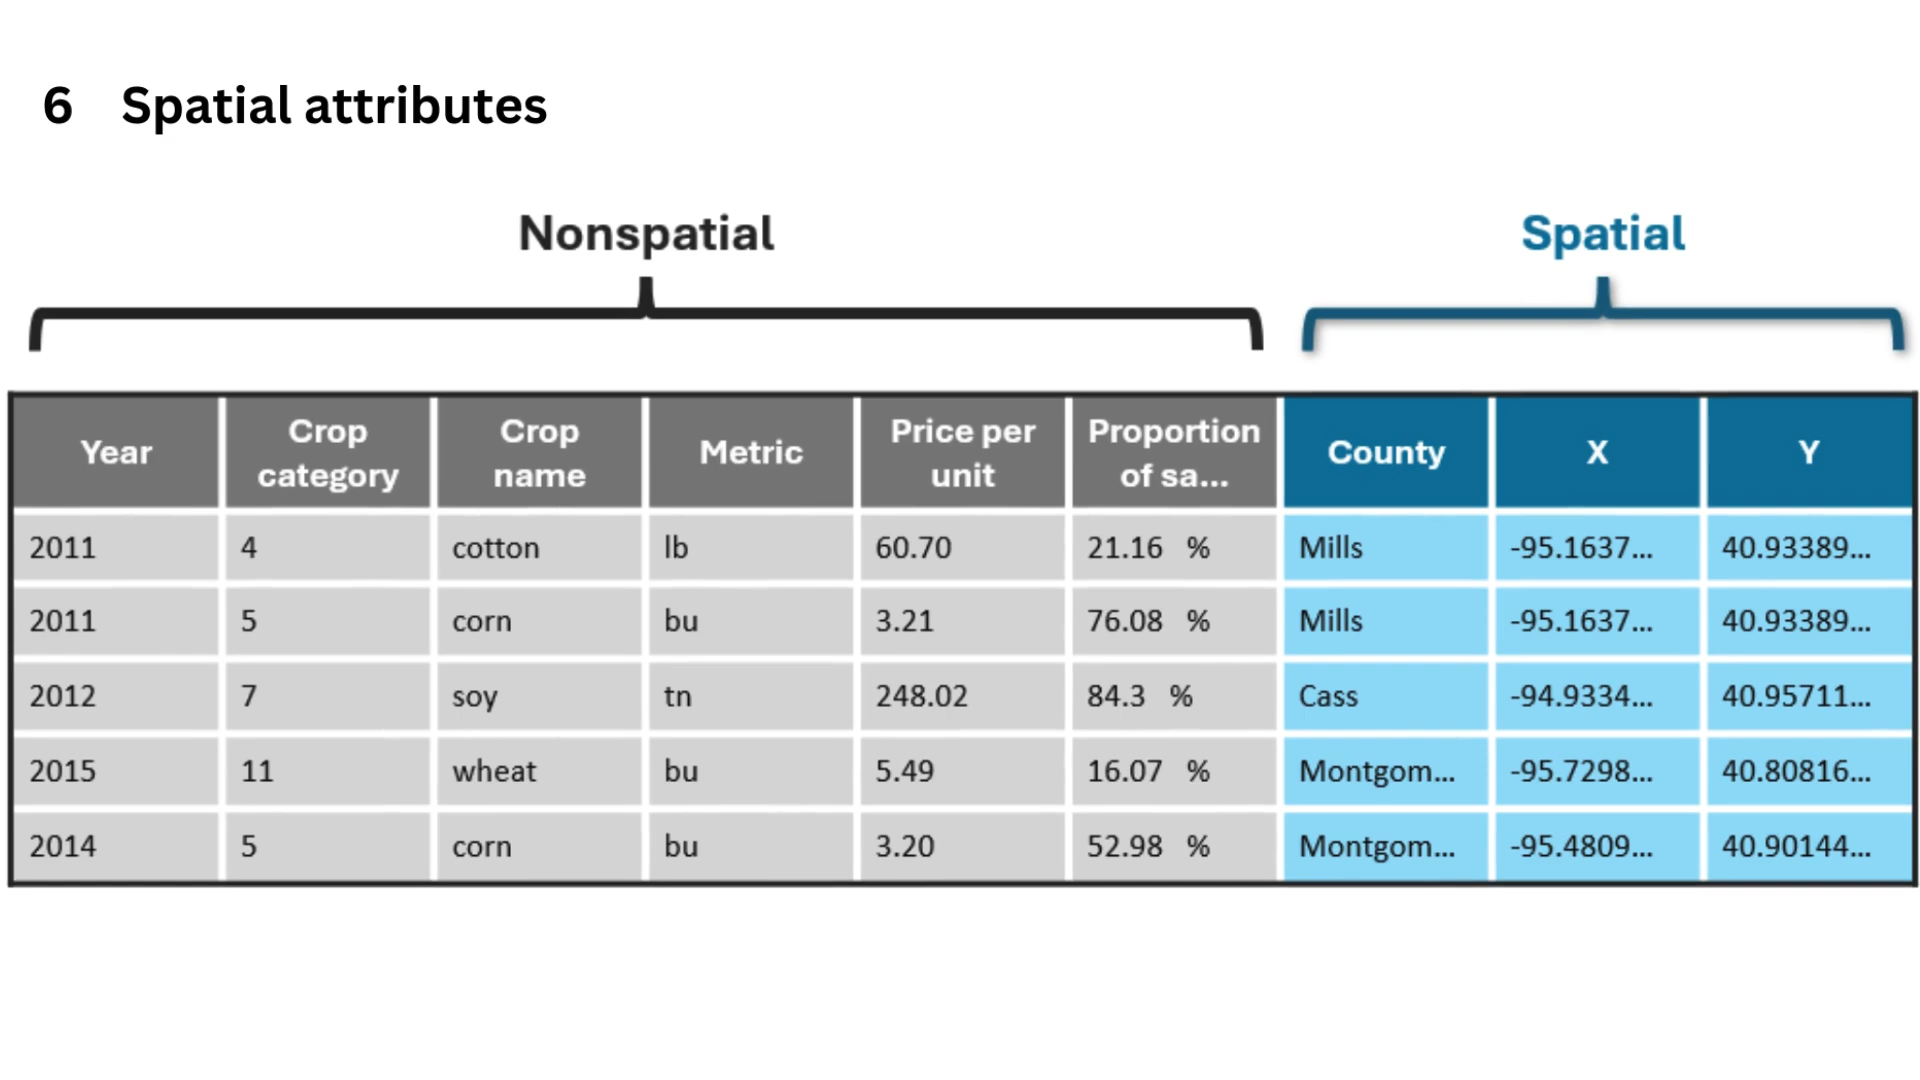 6 Spatial attributes
Nonspatial Spatial
Year Crop category Crop name Metric Price per unit Proportion of sa... County X Y
2011 4 cotton lb 60.70 21.16 % Mills -95.1637... 40.93389...
2011 5 corn bu 3.21 76.08 % Mills -95.1637... 40.93389...
2012 7 soy tn 248.02 84.3 % Cass -94.9334... 40.95711...
2015 11 wheat bu 5.49 16.07 % Montgom... -95.7298... 40.80816...
2014 5 corn bu 3.20 52.98 % Montgom... -95.4809... 40.90144...